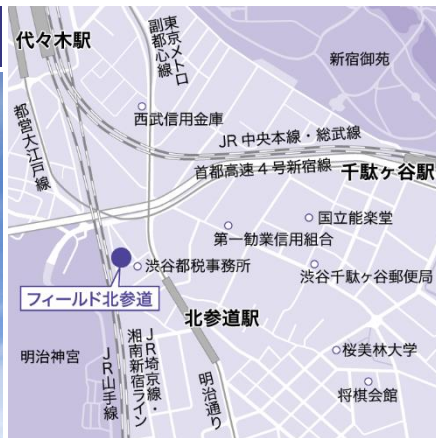 代々木駅
東京メトロ
副都心線
新宿御苑
西武信用金庫
都営大江戸線
JR中央本線・総武線
首都高速4号新宿線
千駄ヶ谷駅
国立能楽堂
第一勧業信用組合
渋谷都税事務所
渋谷千駄ヶ谷郵便局
フィールド北参道
北参道駅
明治神宮
JR山手線
JR埼京線・
湘南新宿ライン
明治通り
桜美林大学
将棋会館